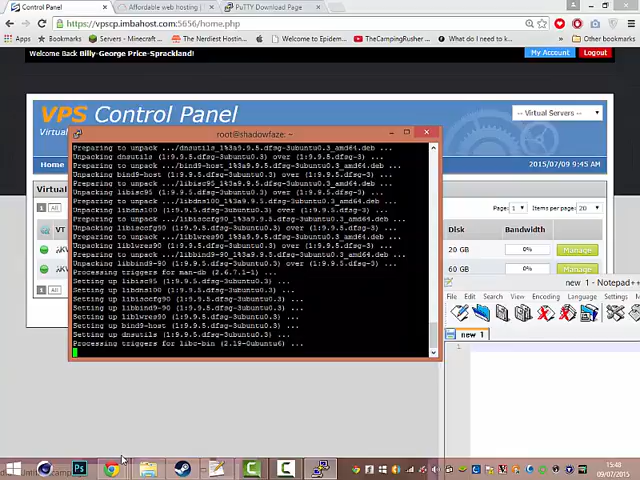 Control Panel
Affordable web hosting |
PuTTY Download Page
https://vpscp.imbahost.com:5656/home.php
Apps
Bookmarks
Servers - Minecraft
The Nerdiest Host
Welcome to Epidem
TheCampingRusher
What do I need to k
Other bookmarks
Welcome Back Billy-George Price-Sprackland!
My Account
Logout
VPS Control Panel
-- Virtual Servers --
Home
2015/07/09 9:45 AM
root@shadowfaze: ~
Preparing to unpack .../dnsutils_1%3a9.9.5.dfsg-3ubuntu0.3_amd64.deb ...
Unpacking dnsutils (1:9.9.5.dfsg-3ubuntu0.3) over (1:9.9.5.dfsg-3) ...
Preparing to unpack .../bind9-host_1%3a9.9.5.dfsg-3ubuntu0.3_amd64.deb ...
Unpacking bind9-host (1:9.9.5.dfsg-3ubuntu0.3) over (1:9.9.5.dfsg-3) ...
Preparing to unpack .../libisc95_1%3a9.9.5.dfsg-3ubuntu0.3_amd64.deb ...
Unpacking libisc95 (1:9.9.5.dfsg-3ubuntu0.3) over (1:9.9.5.dfsg-3) ...
Preparing to unpack .../libdns100_1%3a9.9.5.dfsg-3ubuntu0.3_amd64.deb ...
Unpacking libdns100 (1:9.9.5.dfsg-3ubuntu0.3) over (1:9.9.5.dfsg-3) ...
Preparing to unpack .../libisccfg90_1%3a9.9.5.dfsg-3ubuntu0.3_amd64.deb ...
Unpacking libisccfg90 (1:9.9.5.dfsg-3ubuntu0.3) over (1:9.9.5.dfsg-3) ...
Preparing to unpack .../liblwres90_1%3a9.9.5.dfsg-3ubuntu0.3_amd64.deb ...
Unpacking liblwres90 (1:9.9.5.dfsg-3ubuntu0.3) over (1:9.9.5.dfsg-3) ...
Preparing to unpack .../libbind9-90_1%3a9.9.5.dfsg-3ubuntu0.3_amd64.deb ...
Unpacking libbind9-90 (1:9.9.5.dfsg-3ubuntu0.3) over (1:9.9.5.dfsg-3) ...
Processing triggers for man-db (2.6.7.1-1) ...
Setting up libisc95 (1:9.9.5.dfsg-3ubuntu0.3) ...
Setting up libdns100 (1:9.9.5.dfsg-3ubuntu0.3) ...
Setting up libisccfg90 (1:9.9.5.dfsg-3ubuntu0.3) ...
Setting up libbind9-90 (1:9.9.5.dfsg-3ubuntu0.3) ...
Setting up liblwres90 (1:9.9.5.dfsg-3ubuntu0.3) ...
Setting up bind9-host (1:9.9.5.dfsg-3ubuntu0.3) ...
Setting up dnsutils (1:9.9.5.dfsg-3ubuntu0.3) ...
Processing triggers for libc-bin (2.19-0ubuntu6) ...
Page: 1
Items per page: 20
All
VT
Disk
Bandwidth
20 GB
0%
Manage
60 GB
0%
Manage
All
new 1 - Notepad++
File Edit Search View Encoding Language Settings
new 1
1
15:48
09/07/2015